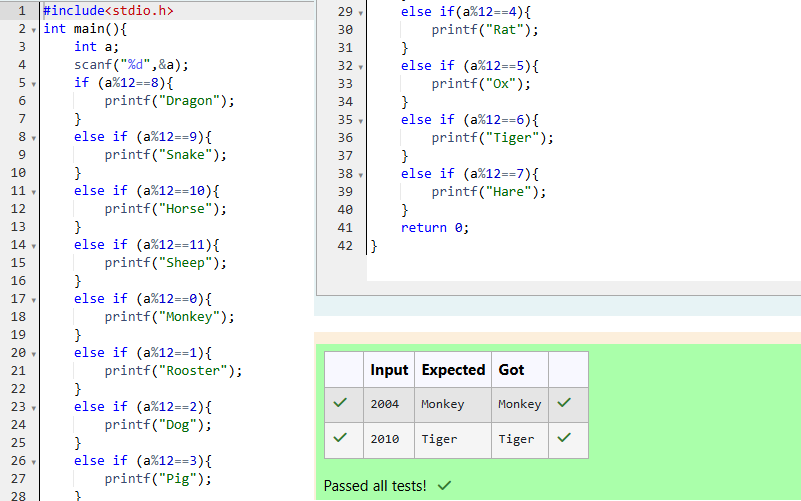 1 #include<stdio.h>
2 int main(){
3 int a;
4 scanf("%d",&a);
5 if (a%12==8){
6 printf("Dragon");
7 }
8 else if (a%12==9){
9 printf("Snake");
10 }
11 else if (a%12==10){
12 printf("Horse");
13 }
14 else if (a%12==11){
15 printf("Sheep");
16 }
17 else if (a%12==0){
18 printf("Monkey");
19 }
20 else if (a%12==1){
21 printf("Rooster");
22 }
23 else if (a%12==2){
24 printf("Dog");
25 }
26 else if (a%12==3){
27 printf("Pig");
28 }
29 else if(a%12==4){
30 printf("Rat");
31 }
32 else if (a%12==5){
33 printf("Ox");
34 }
35 else if (a%12==6){
36 printf("Tiger");
37 }
38 else if (a%12==7){
39 printf("Hare");
40 }
41 return 0;
42 }
Input Expected Got
2004 Monkey Monkey
2010 Tiger Tiger
Passed all tests!